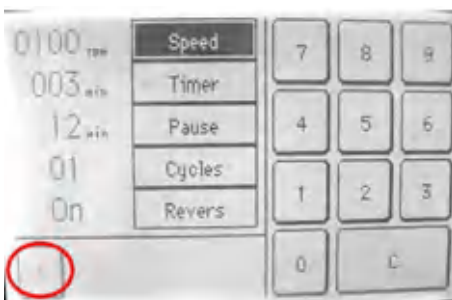 0100 rpm Speed
003 min Timer
12 min Pause
01 Cycles
On Revers
7 8 9
4 5 6
1 2 3
0 C